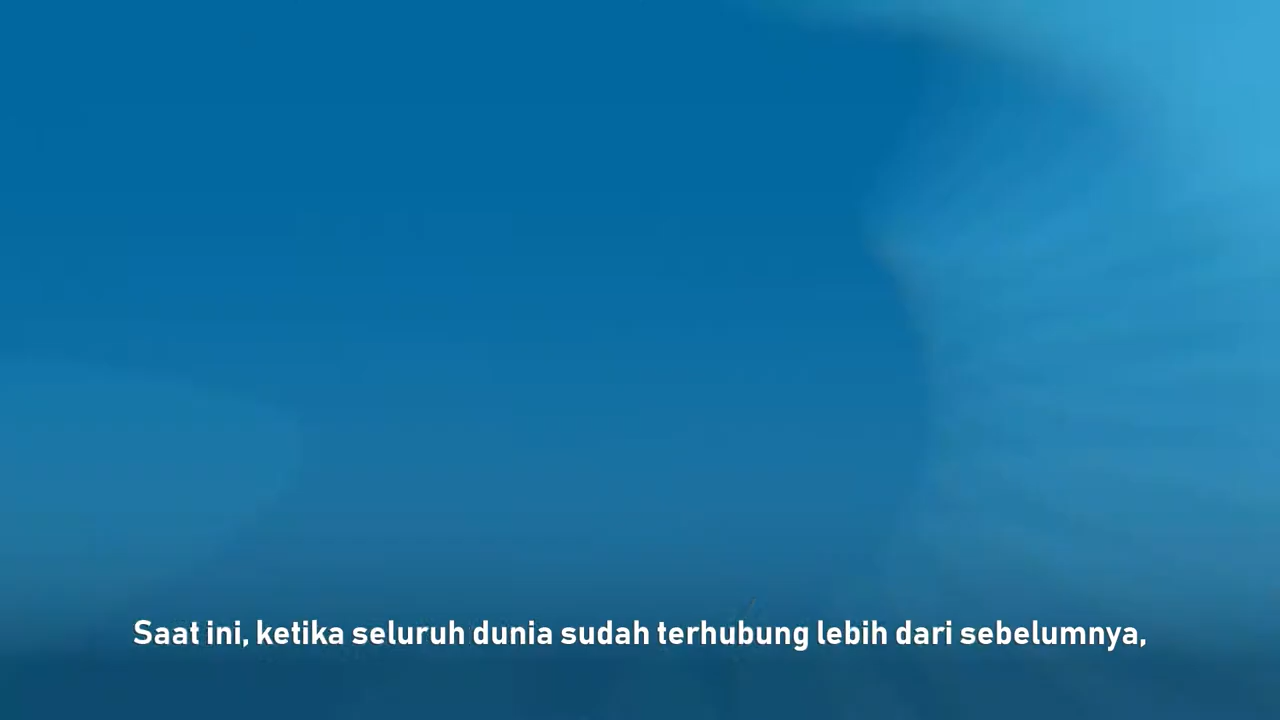 Saat ini, ketika seluruh dunia sudah terhubung lebih dari sebelumnya,